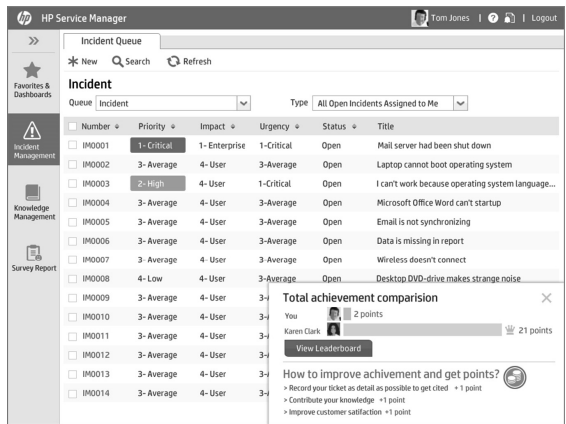 hp HP Service Manager
Tom Jones | ? | Logout
>>
Incident Queue
New Search Refresh
Favorites &
Dashboards
Incident
Queue Incident Type All Open Incidents Assigned to Me
Number Priority Impact Urgency Status Title
IM0001 1- Critical 1- Enterprise 1-Critical Open Mail server had been shut down
Incident
Management
IM0002 3- Average 4- User 3-Average Open Laptop cannot boot operating system
IM0003 2- High 4- User 1-Critical Open I can't work because operating system language...
IM0004 3- Average 4- User 3-Average Open Microsoft Office Word can't startup
Knowledge
Management
IM0005 3- Average 4- User 3-Average Open Email is not synchronizing
IM0006 3- Average 4- User 3-Average Open Data is missing in report
IM0007 3- Average 4- User 3-Average Open Wireless doesn't connect
Survey Report
IM0008 4- Low 4- User 3-Average Open Desktop DVD-drive makes strange noise
IM0009 3- Average 4- User 3-
IM0010 3- Average 4- User 3-
IM0011 3- Average 4- User 3-
IM0012 3- Average 4- User 3-
IM0013 3- Average 4- User 3-
IM0014 3- Average 4- User 3-
Total achievement comparision
You 2 points
Karen Clark 21 points
View Leaderboard
How to improve achievement and get points?
> Record your ticket as detail as possible to get cited + 1 point
> Contribute your knowledge +1 point
> Improve customer satifaction +1 point